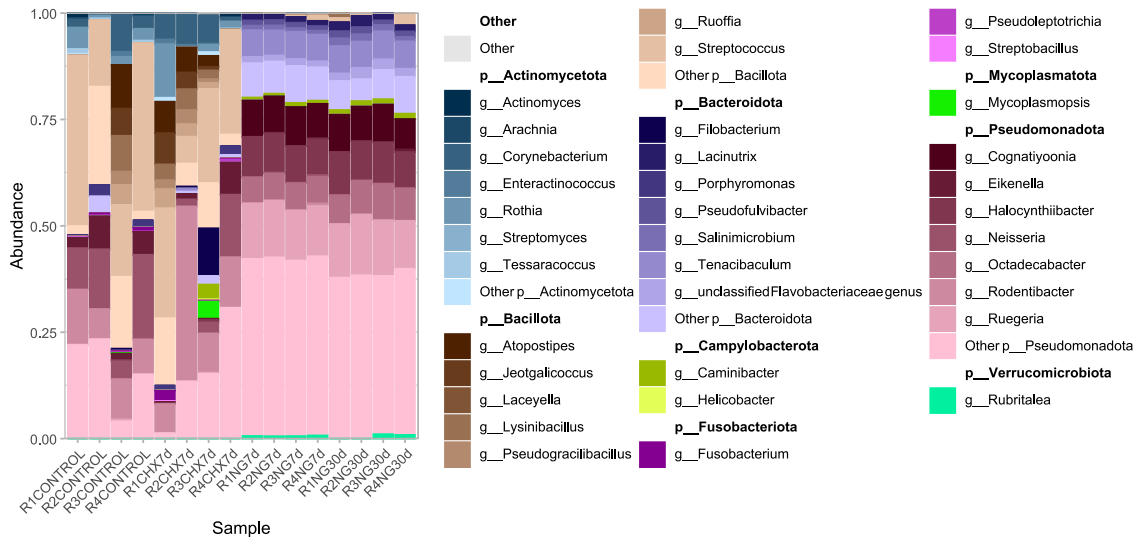 1.00
0.75
0.50
0.25
0.00
Abundance
R1CONTROL
R2CONTROL
R3CONTROL
R4CONTROL
R1CHX7d
R2CHX7d
R3CHX7d
R4CHX7d
R1NG7d
R2NG7d
R3NG7d
R4NG7d
R1NG30d
R2NG30d
R3NG30d
R4NG30d
Sample
Other
Other
p__Actinomycetota
g__Actinomyces
g__Arachnia
g__Corynebacterium
g__Enteractinococcus
g__Rothia
g__Streptomyces
g__Tessaracoccus
Other p__Actinomycetota
p__Bacillota
g__Atopostipes
g__Jeotgalicoccus
g__Laceyella
g__Lysinibacillus
g__Pseudogracilibacillus
g__Ruoffia
g__Streptococcus
Other p__Bacillota
p__Bacteroidota
g__Filobacterium
g__Lacinutrix
g__Porphyromonas
g__Pseudofulvibacter
g__Salinimicrobium
g__Tenacibaculum
g__unclassified Flavobacteriaceae genus
Other p__Bacteroidota
p__Campylobacterota
g__Caminibacter
g__Helicobacter
p__Fusobacteriota
g__Fusobacterium
g__Pseudoleptotrichia
g__Streptobacillus
p__Mycoplasmatota
g__Mycoplasmopsis
p__Pseudomonadota
g__Cognatiyoonia
g__Eikenella
g__Halocynthiibacter
g__Neisseria
g__Octadecabacter
g__Rodentibacter
g__Ruegeria
Other p__Pseudomonadota
p__Verrucomicrobiota
g__Rubritalea